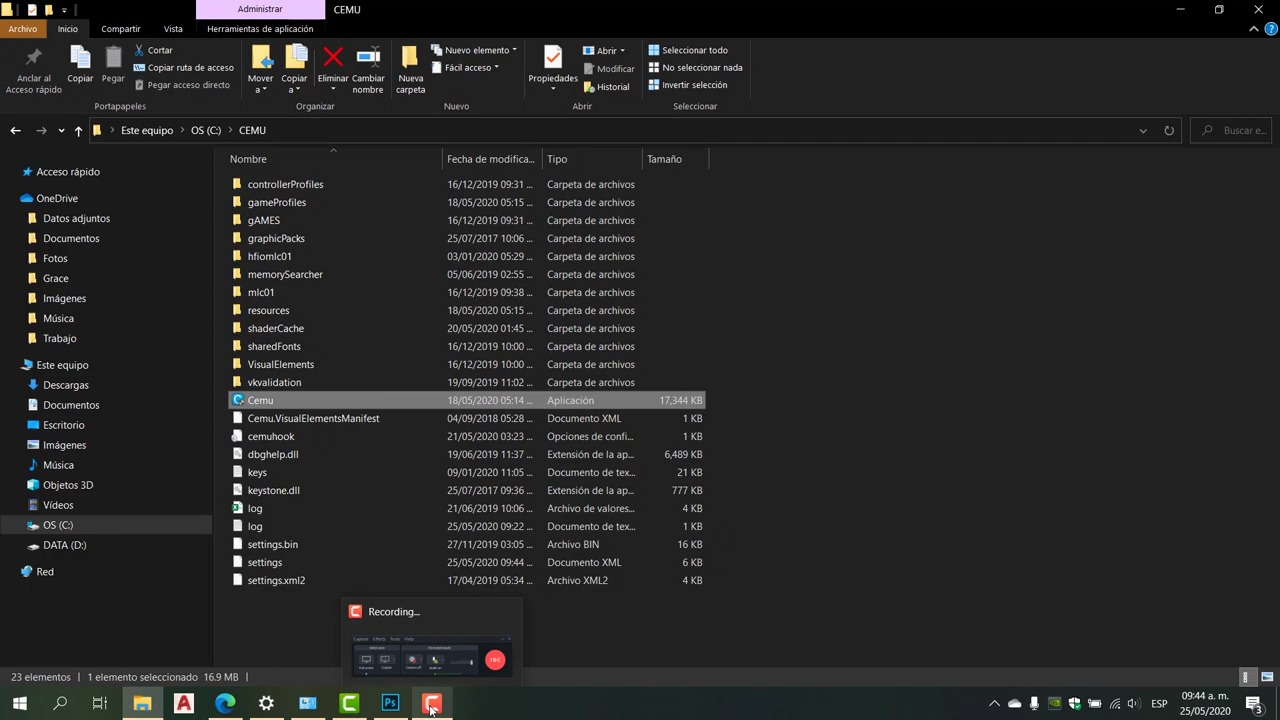 Administrar
CEMU
Archivo Inicio Compartir Vista Herramientas de aplicación
Anclar al Acceso rápido
Copiar
Pegar
Cortar
Copiar ruta de acceso
Pegar acceso directo
Portapapeles
Mover a
Copiar a
Eliminar
Cambiar nombre
Organizar
Nueva carpeta
Nuevo elemento
Fácil acceso
Nuevo
Propiedades
Abrir
Modificar
Historial
Abrir
Seleccionar todo
No seleccionar nada
Invertir selección
Seleccionar
Este equipo OS (C:) CEMU
Buscar e...
Nombre Fecha de modifica... Tipo Tamaño
Acceso rápido
OneDrive
Datos adjuntos
Documentos
Fotos
Grace
Imágenes
Música
Trabajo
Este equipo
Descargas
Documentos
Escritorio
Imágenes
Música
Objetos 3D
Vídeos
OS (C:)
DATA (D:)
Red
controllerProfiles 16/12/2019 09:31 ... Carpeta de archivos
gameProfiles 18/05/2020 05:15 ... Carpeta de archivos
gAMES 16/12/2019 09:31 ... Carpeta de archivos
graphicPacks 25/07/2017 10:06 ... Carpeta de archivos
hfiomlc01 03/01/2020 05:29 ... Carpeta de archivos
memorySearcher 05/06/2019 02:55 ... Carpeta de archivos
mlc01 16/12/2019 09:38 ... Carpeta de archivos
resources 18/05/2020 05:15 ... Carpeta de archivos
shaderCache 20/05/2020 01:45 ... Carpeta de archivos
sharedFonts 16/12/2019 10:00 ... Carpeta de archivos
VisualElements 16/12/2019 10:00 ... Carpeta de archivos
vkvalidation 19/09/2019 11:02 ... Carpeta de archivos
Cemu 18/05/2020 05:14 ... Aplicación 17,344 KB
Cemu.VisualElementsManifest 04/09/2018 05:28 ... Documento XML 1 KB
cemuhook 21/05/2020 03:23 ... Opciones de confi... 1 KB
dbghelp.dll 19/06/2019 11:37 ... Extensión de la ap... 6,489 KB
keys 09/01/2020 11:05 ... Documento de tex... 21 KB
keystone.dll 25/07/2017 09:36 ... Extensión de la ap... 777 KB
log 21/06/2019 10:06 ... Archivo de valores... 4 KB
log 25/05/2020 09:22 ... Documento de tex... 1 KB
settings.bin 27/11/2019 03:05 ... Archivo BIN 16 KB
settings 25/05/2020 09:44 ... Documento XML 6 KB
settings.xml2 17/04/2019 05:34 ... Archivo XML2 4 KB
Recording...
Capture Effects Tools Help
rec
23 elementos 1 elemento seleccionado 16.9 MB
Ps
ESP
09:44 a. m.
25/05/2020
3